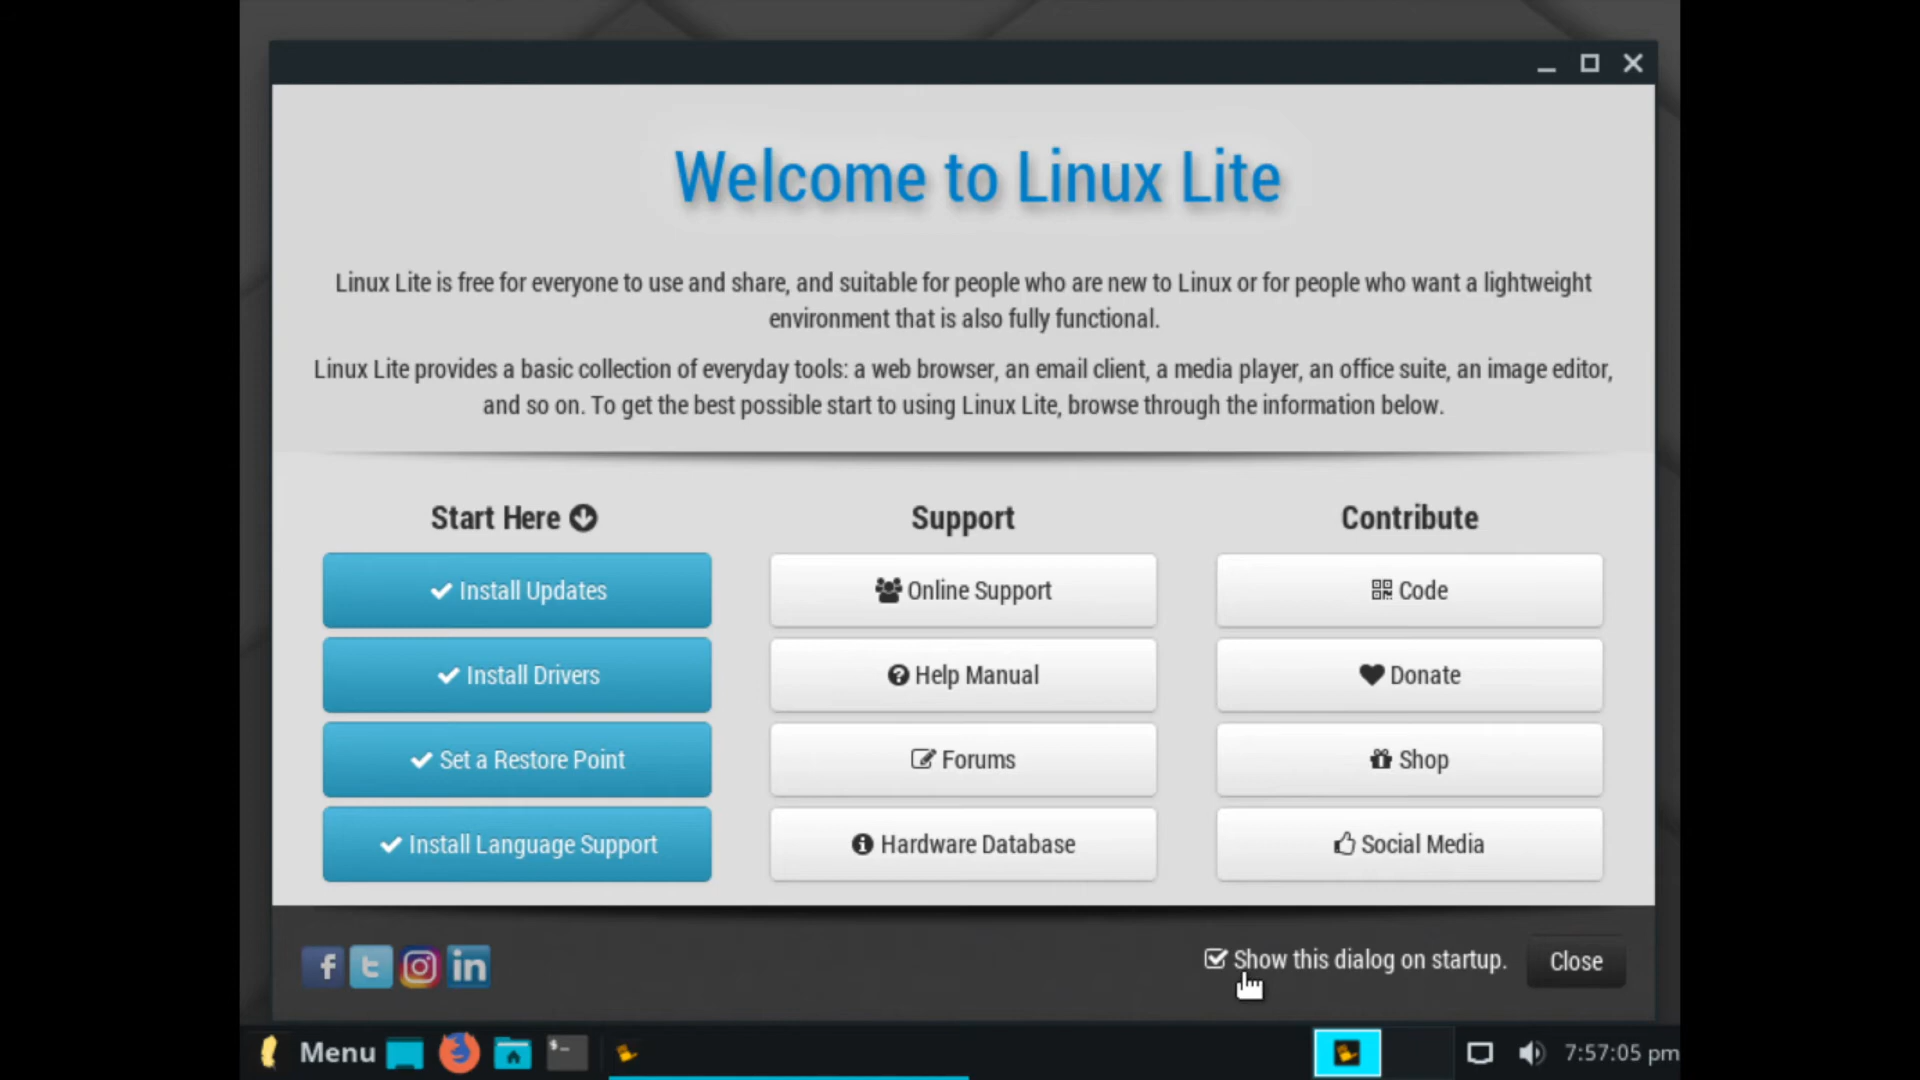 Welcome to Linux Lite
Linux Lite is free for everyone to use and share, and suitable for people who are new to Linux or for people who want a lightweight
environment that is also fully functional.
Linux Lite provides a basic collection of everyday tools: a web browser, an email client, a media player, an office suite, an image editor,
and so on. To get the best possible start to using Linux Lite, browse through the information below.
Start Here
Install Updates
Install Drivers
Set a Restore Point
Install Language Support
Support
Online Support
Help Manual
Forums
Hardware Database
Contribute
Code
Donate
Shop
Social Media
Show this dialog on startup.
Close
Menu
7:57:05 pm